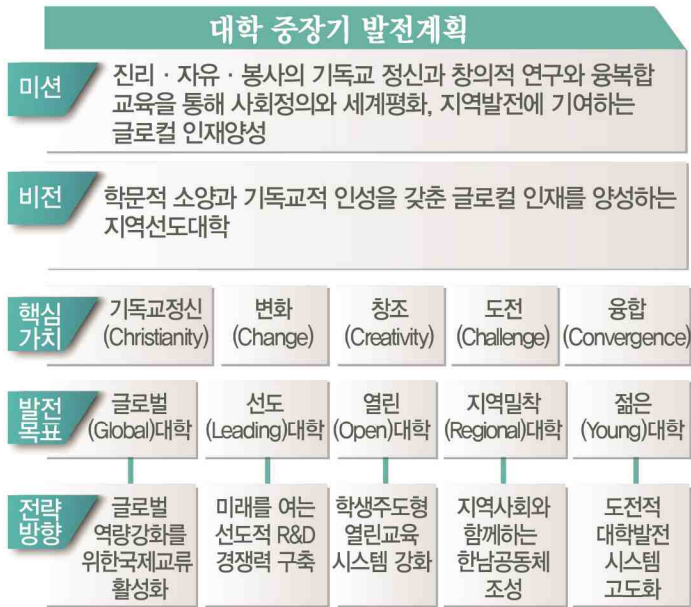 대학 중장기 발전계획
미션
진리·자유·봉사의 기독교 정신과 창의적 연구와 융복합
교육을 통해 사회정의와 세계평화, 지역발전에 기여하는
글로컬 인재양성
비전
학문적 소양과 기독교적 인성을 갖춘 글로컬 인재를 양성하는
지역선도대학
핵심
가치
기독교정신
(Christianity)
변화
(Change)
창조
(Creativity)
도전
(Challenge)
융합
(Convergence)
발전
목표
글로벌
(Global)대학
선도
(Leading)대학
열린
(Open)대학
지역밀착
(Regional)대학
젊은
(Young)대학
전략
방향
글로벌
역량강화를
위한국제교류
활성화
미래를 여는
선도적 R&D
경쟁력 구축
학생주도형
열린교육
시스템 강화
지역사회와
함께하는
한남공동체
조성
도전적
대학발전
시스템
고도화